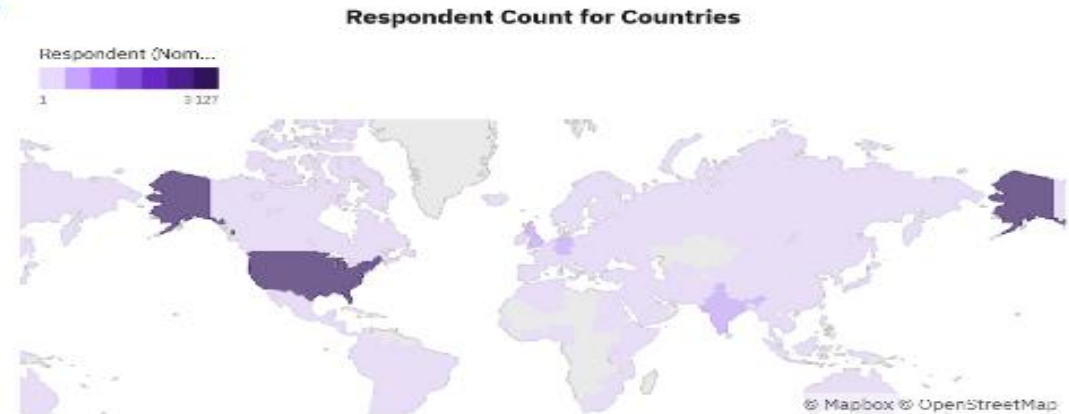 Respondent Count for Countries
Respondent (Nom...
1 3 127
© Mapbox © OpenStreetMap